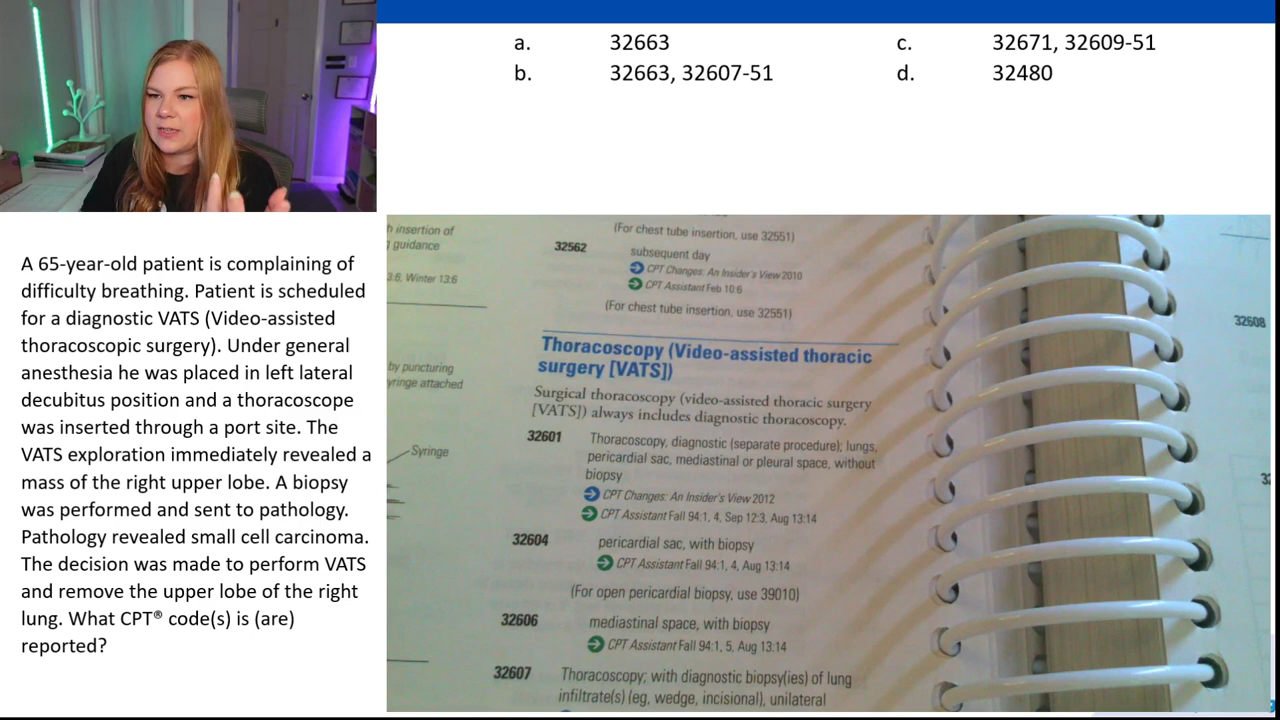 a. 32663 c. 32671, 32609-51
b. 32663, 32607-51 d. 32480
A 65-year-old patient is complaining of
difficulty breathing. Patient is scheduled
for a diagnostic VATS (Video-assisted
thoracoscopic surgery). Under general
anesthesia he was placed in left lateral
decubitus position and a thoracoscope
was inserted through a port site. The
VATS exploration immediately revealed a
mass of the right upper lobe. A biopsy
was performed and sent to pathology.
Pathology revealed small cell carcinoma.
The decision was made to perform VATS
and remove the upper lobe of the right
lung. What CPT® code(s) is (are)
reported?
insertion of
guidance
3:6, Winter 13:6
by puncturing
syringe attached
Syringe
(For chest tube insertion, use 32551)
32562 subsequent day
CPT Changes: An Insider's View 2010
CPT Assistant Feb 10:6
(For chest tube insertion, use 32551)
Thoracoscopy (Video-assisted thoracic
surgery [VATS])
Surgical thoracoscopy (video-assisted thoracic surgery
[VATS]) always includes diagnostic thoracoscopy.
32601 Thoracoscopy, diagnostic (separate procedure); lungs,
pericardial sac, mediastinal or pleural space, without
biopsy
CPT Changes: An Insider's View 2012
CPT Assistant Fall 94:1, 4, Sep 12:3, Aug 13:14
32604 pericardial sac, with biopsy
CPT Assistant Fall 94:1, 4, Aug 13:14
(For open pericardial biopsy, use 39010)
32606 mediastinal space, with biopsy
CPT Assistant Fall 94:1, 5, Aug 13:14
32607 Thoracoscopy; with diagnostic biopsy(ies) of lung
infiltrate(s) (eg, wedge, incisional), unilateral
32608